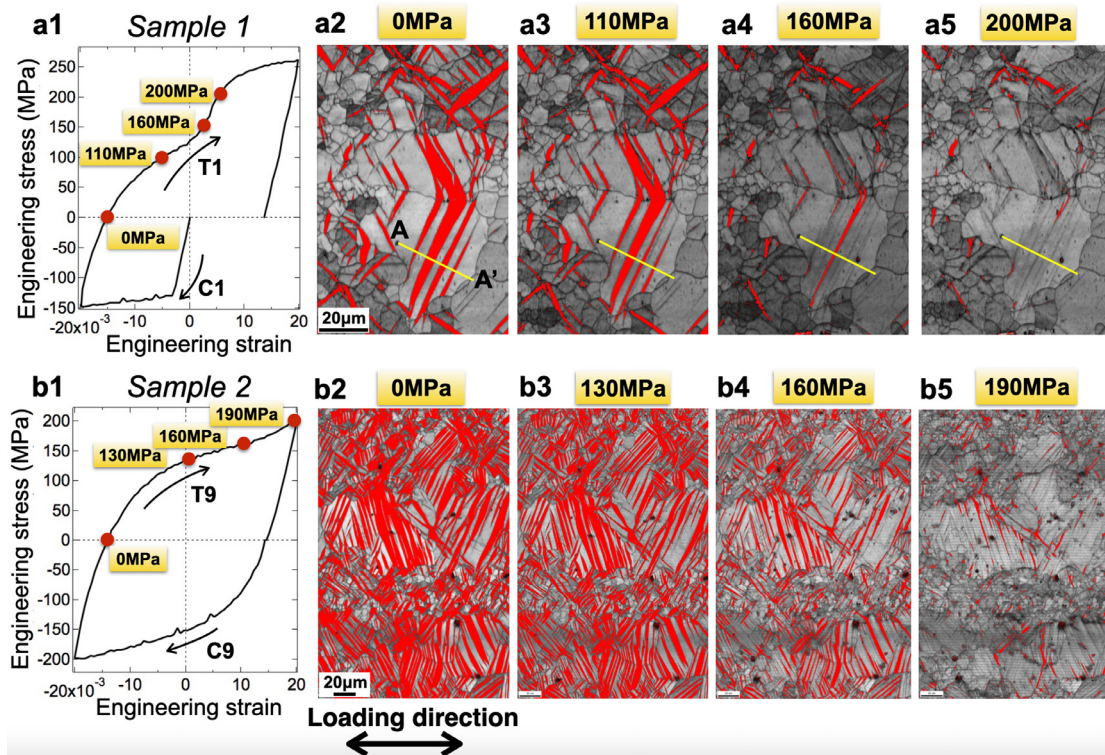 a1 Sample 1
Engineering stress (MPa)
250
200
150
100
50
0
-50
-100
-150
200MPa
160MPa
110MPa
T1
0MPa
C1
-20x10-3 -10 0 10 20
Engineering strain
a2 0MPa
A
A'
20μm
a3 110MPa
a4 160MPa
a5 200MPa
b1 Sample 2
Engineering stress (MPa)
200
150
100
50
0
-50
-100
-150
-200
190MPa
160MPa
130MPa
T9
0MPa
C9
-20x10-3 -10 0 10 20
Engineering strain
b2 0MPa
20μm
b3 130MPa
b4 160MPa
b5 190MPa
Loading direction